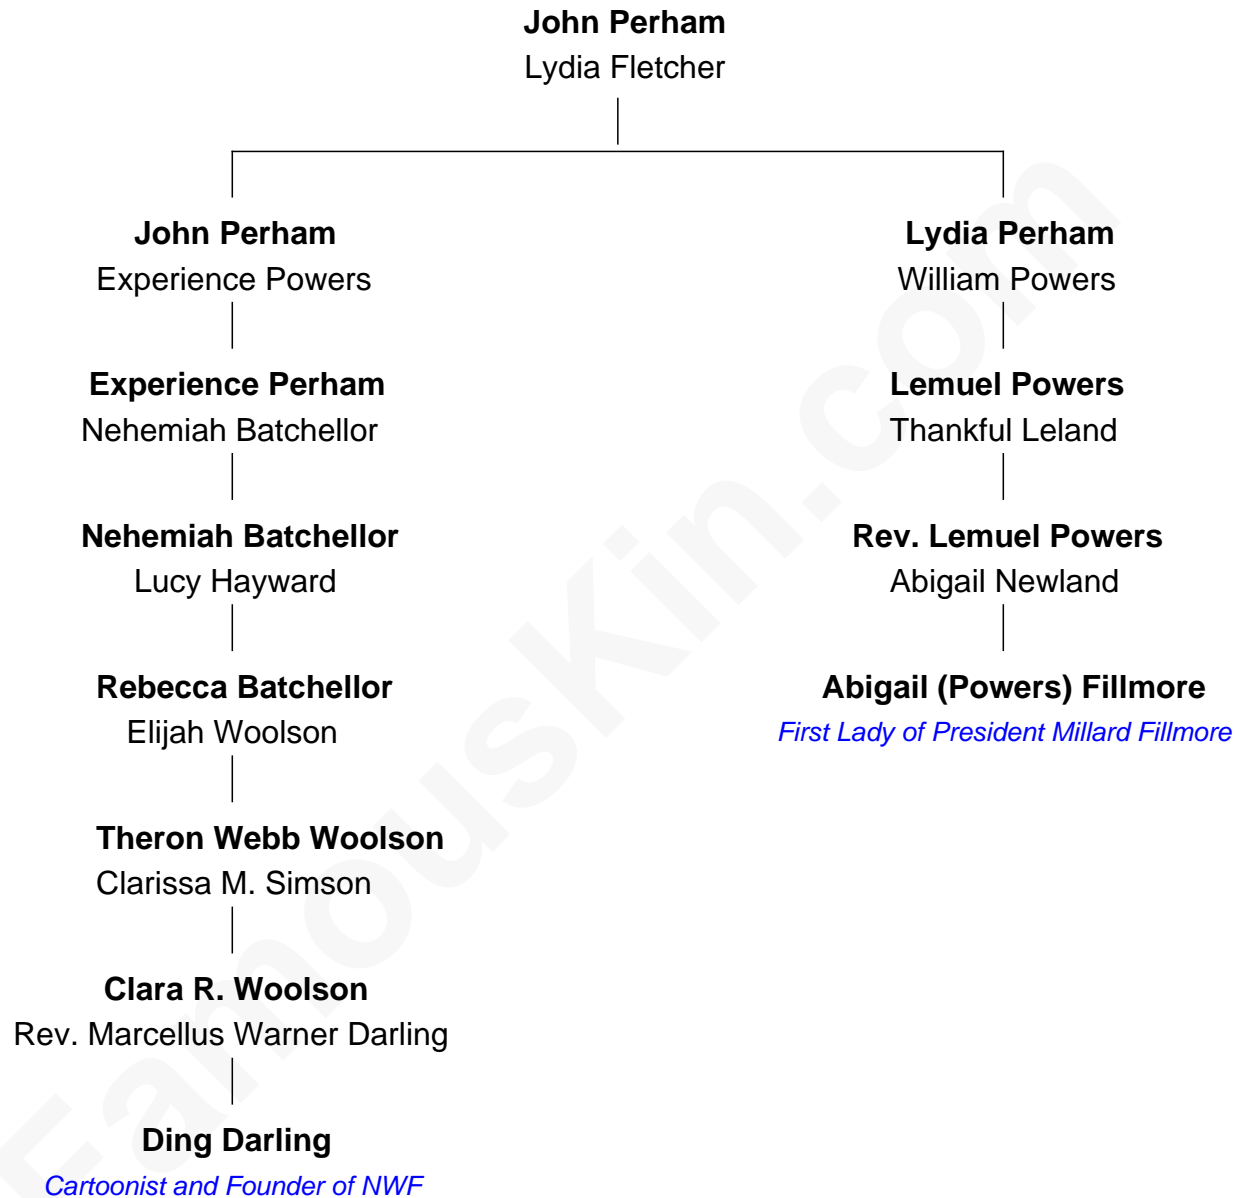 John Perham
Lydia Fletcher
John Perham
Experience Powers
Lydia Perham
William Powers
Experience Perham
Nehemiah Batchellor
Lemuel Powers
Thankful Leland
Nehemiah Batchellor
Lucy Hayward
Rev. Lemuel Powers
Abigail Newland
Rebecca Batchellor
Elijah Woolson
Abigail (Powers) Fillmore
First Lady of President Millard Fillmore
Theron Webb Woolson
Clarissa M. Simson
Clara R. Woolson
Rev. Marcellus Warner Darling
Ding Darling
Cartoonist and Founder of NWF
FamousKin.com